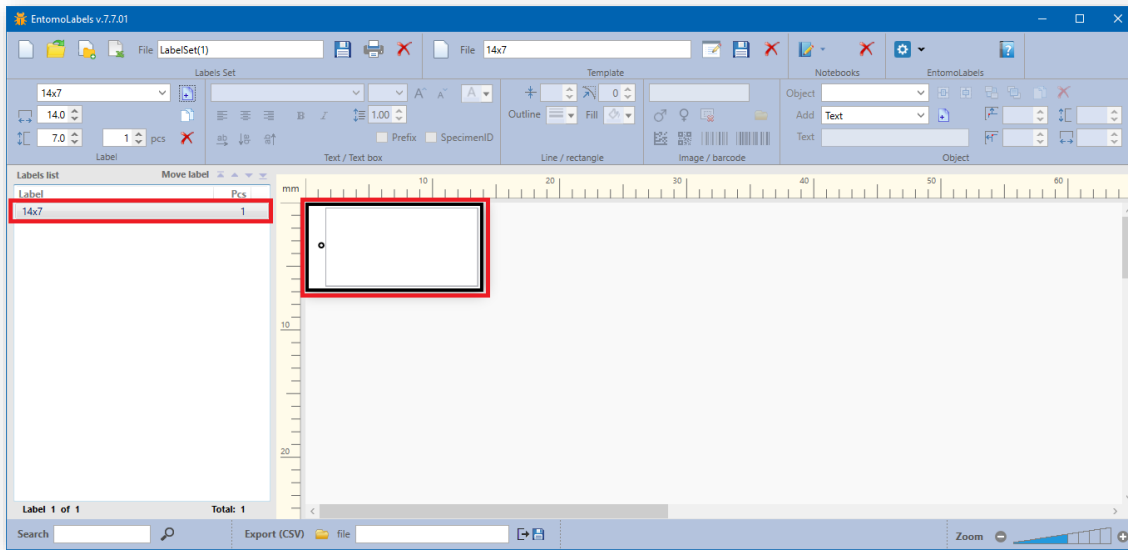 EntomoLabels v.7.7.01
File LabelSet(1) File 14x7
Labels Set Template Notebooks EntomoLabels
14x7 A A A 0 Object
14.0 B I 1.00 Outline Fill Add Text
7.0 1 pcs ab Prefix SpecimenID Text
Label Text / Text box Line / rectangle Image / barcode Object
Labels list Move label
Label Pcs
14x7 1
mm 10 20 30 40 50 60
10
20
Label 1 of 1 Total: 1
Search Export (CSV) file Zoom